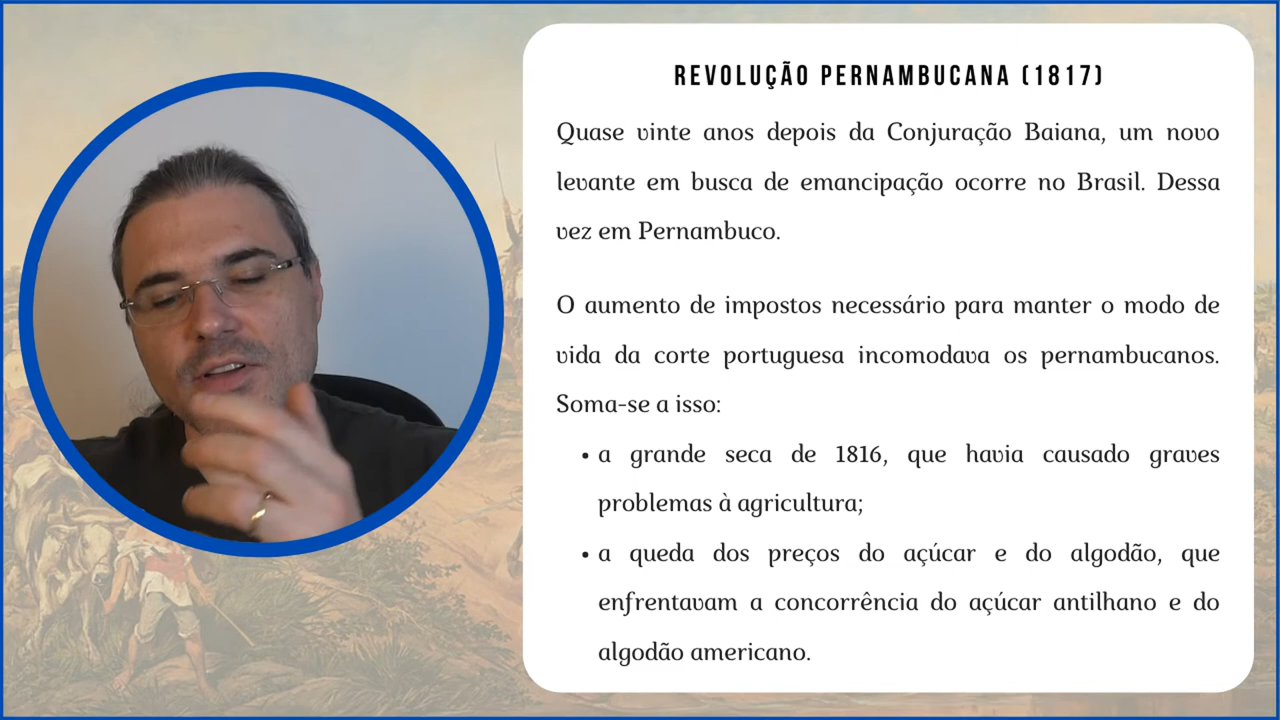 REVOLUÇÃO PERNAMBUCANA (1817)
Quase vinte anos depois da Conjuração Baiana, um novo
levante em busca de emancipação ocorre no Brasil. Dessa
vez em Pernambuco.
O aumento de impostos necessário para manter o modo de
vida da corte portuguesa incomodava os pernambucanos.
Soma-se a isso:
• a grande seca de 1816, que havia causado graves
problemas à agricultura;
• a queda dos preços do açúcar e do algodão, que
enfrentavam a concorrência do açúcar antilhano e do
algodão americano.